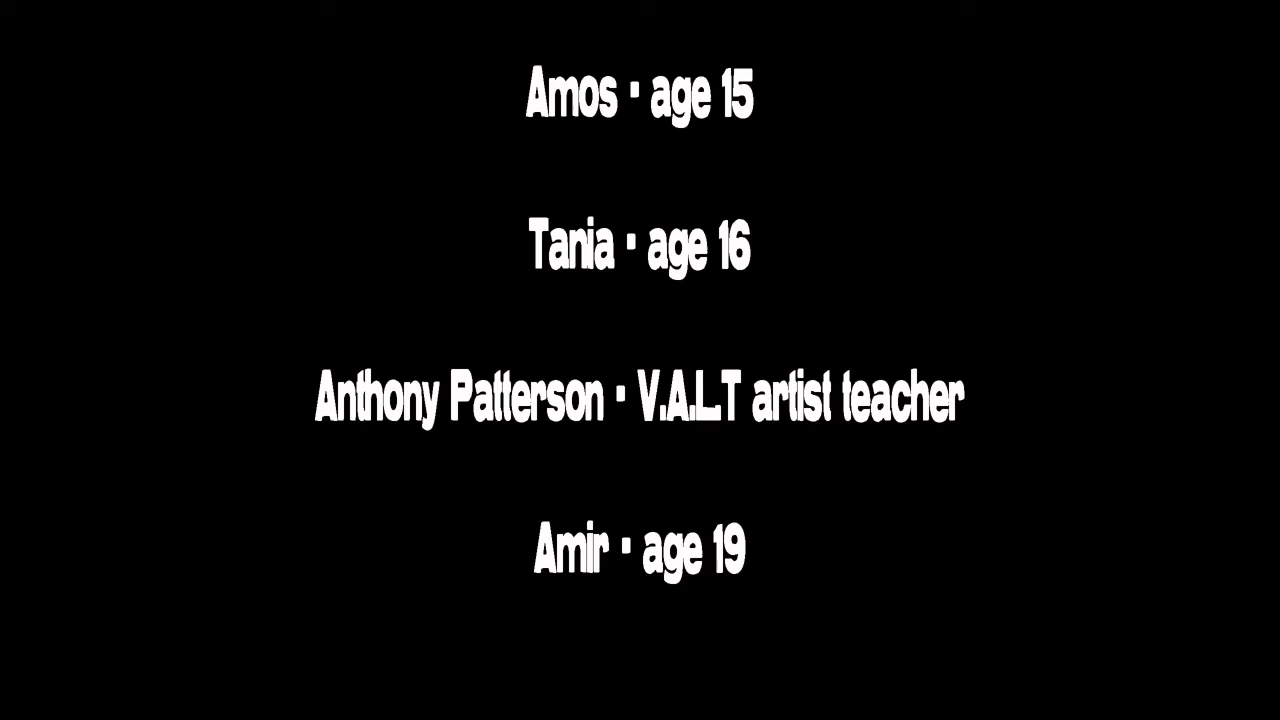 Amos - age 15
Tania - age 16
Anthony Patterson - V.A.L.T artist teacher
Amir - age 19